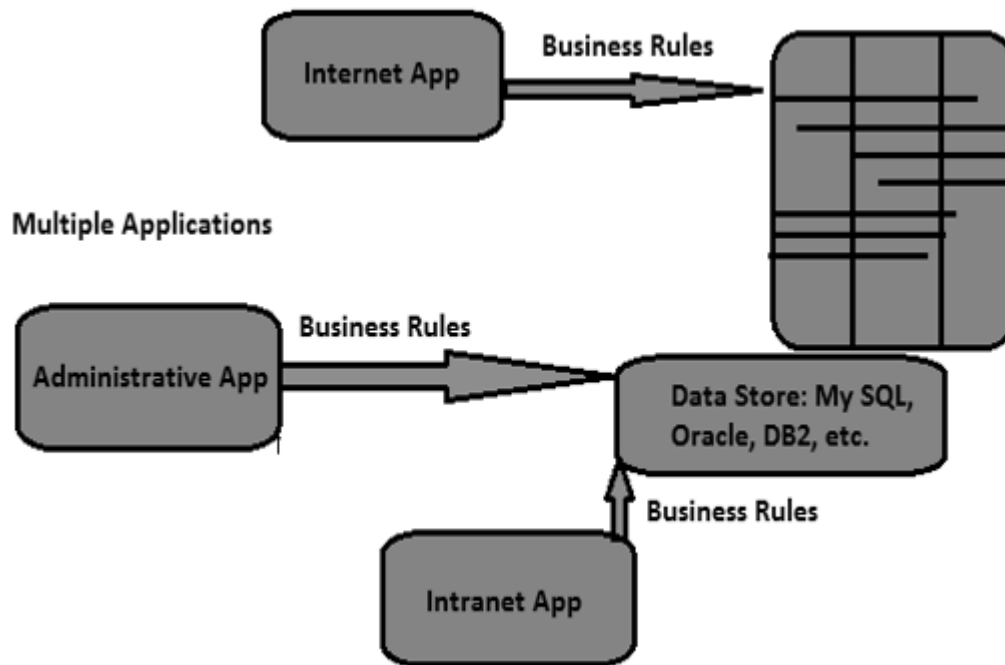 Business Rules
Internet App
Multiple Applications
Business Rules
Administrative App
Data Store: My SQL,
Oracle, DB2, etc.
Business Rules
Intranet App